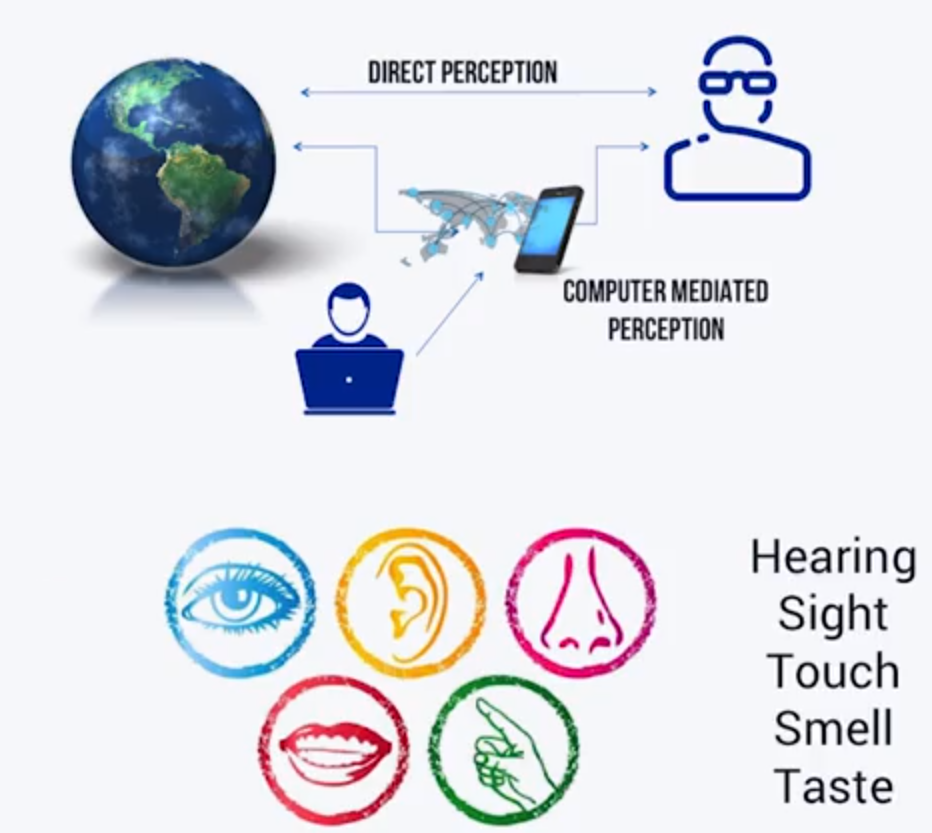 DIRECT PERCEPTION
COMPUTER MEDIATED
PERCEPTION
Hearing
Sight
Touch
Smell
Taste